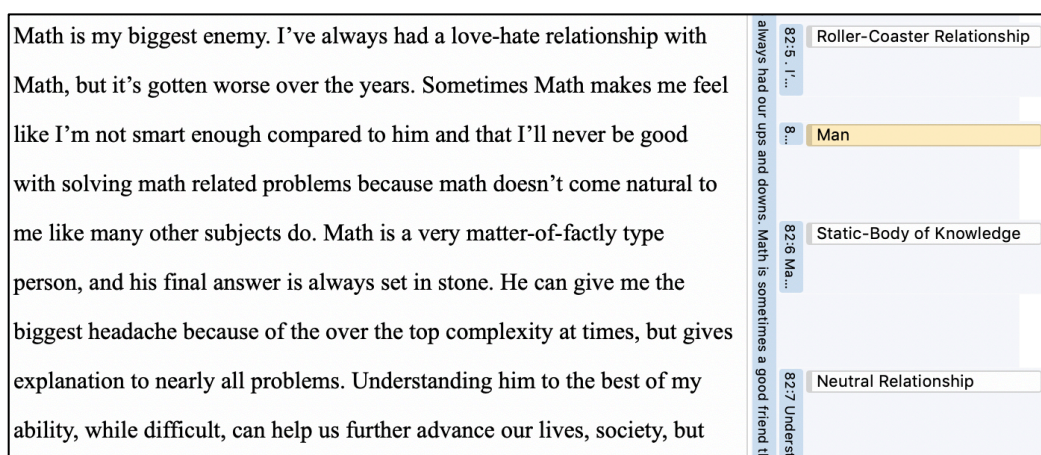 Math is my biggest enemy. I've always had a love-hate relationship with
Math, but it's gotten worse over the years. Sometimes Math makes me feel
like I'm not smart enough compared to him and that I'll never be good
with solving math related problems because math doesn't come natural to
me like many other subjects do. Math is a very matter-of-factly type
person, and his final answer is always set in stone. He can give me the
biggest headache because of the over the top complexity at times, but gives
explanation to nearly all problems. Understanding him to the best of my
ability, while difficult, can help us further advance our lives, society, but
always had our ups and downs. Math is sometimes a good friend
82:5 . I'...
Roller-Coaster Relationship
8...
Man
82:6 Ma...
Static-Body of Knowledge
82:7 Underst
Neutral Relationship